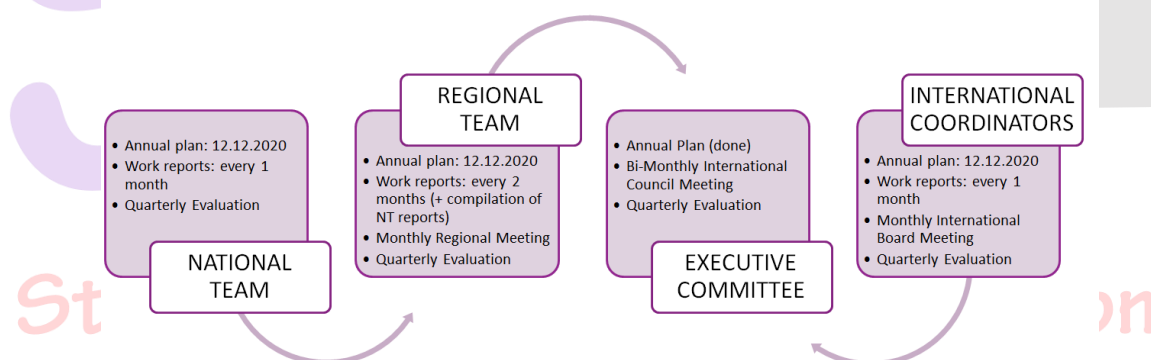 • Annual plan: 12.12.2020
• Work reports: every 1
month
• Quarterly Evaluation
NATIONAL
TEAM
REGIONAL
TEAM
• Annual plan: 12.12.2020
• Work reports: every 2
months (+ compilation of
NT reports)
• Monthly Regional Meeting
• Quarterly Evaluation
• Annual Plan (done)
• Bi-Monthly International
Council Meeting
• Quarterly Evaluation
EXECUTIVE
COMMITTEE
INTERNATIONAL
COORDINATORS
• Annual plan: 12.12.2020
• Work reports: every 1
month
• Monthly International
Board Meeting
• Quarterly Evaluation